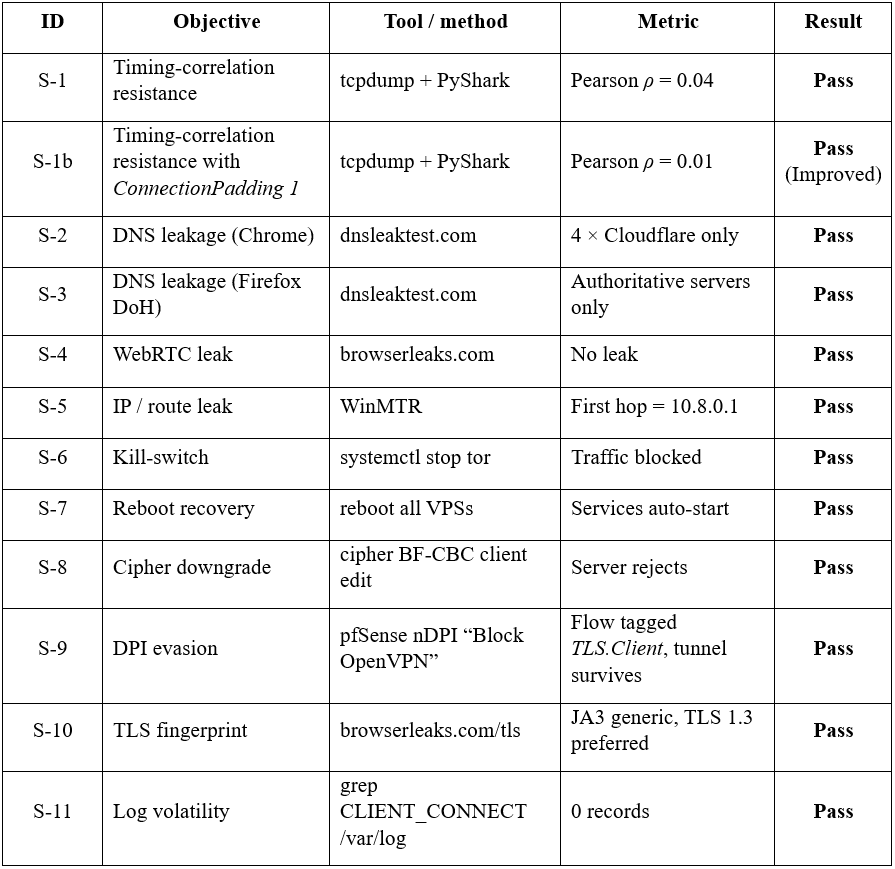 ID Objective Tool / method Metric Result
S-1 Timing-correlation resistance tcpdump + PyShark Pearson ρ = 0.04 Pass
S-1b Timing-correlation resistance with ConnectionPadding 1 tcpdump + PyShark Pearson ρ = 0.01 Pass (Improved)
S-2 DNS leakage (Chrome) dnsleaktest.com 4 × Cloudflare only Pass
S-3 DNS leakage (Firefox DoH) dnsleaktest.com Authoritative servers only Pass
S-4 WebRTC leak browserleaks.com No leak Pass
S-5 IP / route leak WinMTR First hop = 10.8.0.1 Pass
S-6 Kill-switch systemctl stop tor Traffic blocked Pass
S-7 Reboot recovery reboot all VPSs Services auto-start Pass
S-8 Cipher downgrade cipher BF-CBC client edit Server rejects Pass
S-9 DPI evasion pfSense nDPI “Block OpenVPN” Flow tagged TLS.Client, tunnel survives Pass
S-10 TLS fingerprint browserleaks.com/tls JA3 generic, TLS 1.3 preferred Pass
S-11 Log volatility grep CLIENT_CONNECT /var/log 0 records Pass